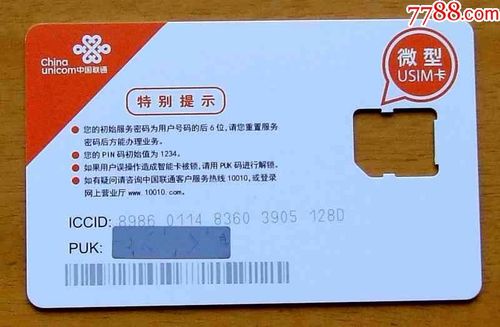 7788.com
China
unicom中国联通
微型
USIM卡
特别提示
● 您的初始服务密码为用户号码的后6位,请您重置服务
密码后方能办理业务。
● 您的PIN码初始值为1234。
● 如果用户误操作造成智能卡被锁,请用PUK码进行解锁。
● 如有疑问请咨询中国联通客户服务热线10010,或登录
网上营业厅www.10010.com。
ICCID: 8986 0114 8360 3905 128D
PUK: